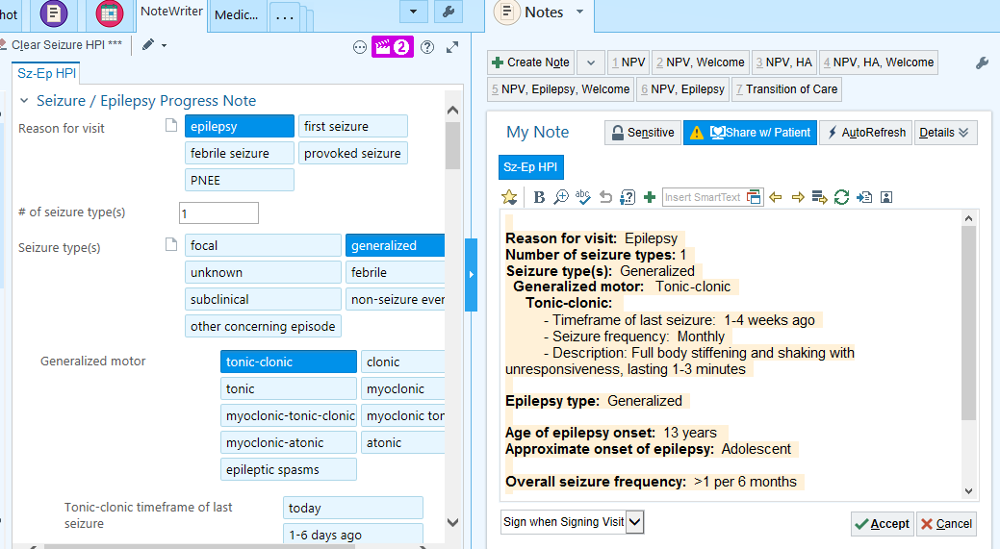 hot
NoteWriter
Medic...
...
Clear Seizure HPI ***
2
Sz-Ep HPI
Seizure / Epilepsy Progress Note
Reason for visit
epilepsy
first seizure
febrile seizure
provoked seizure
PNEE
# of seizure type(s)
1
Seizure type(s)
focal
generalized
unknown
febrile
subclinical
non-seizure ever
other concerning episode
Generalized motor
tonic-clonic
clonic
tonic
myoclonic
myoclonic-tonic-clonic
myoclonic ton
myoclonic-atonic
atonic
epileptic spasms
Tonic-clonic timeframe of last
seizure
today
1-6 days ago
Notes
Create Note
1 NPV
2 NPV, Welcome
3 NPV, HA
4 NPV, HA, Welcome
5 NPV, Epilepsy, Welcome
6 NPV, Epilepsy
7 Transition of Care
My Note
Sensitive
Share w/ Patient
AutoRefresh
Details
Sz-Ep HPI
B
abc
Insert SmartText
Reason for visit: Epilepsy
Number of seizure types: 1
Seizure type(s): Generalized
Generalized motor: Tonic-clonic
Tonic-clonic:
- Timeframe of last seizure: 1-4 weeks ago
- Seizure frequency: Monthly
- Description: Full body stiffening and shaking with
unresponsiveness, lasting 1-3 minutes
Epilepsy type: Generalized
Age of epilepsy onset: 13 years
Approximate onset of epilepsy: Adolescent
Overall seizure frequency: >1 per 6 months
Sign when Signing Visit
Accept
Cancel